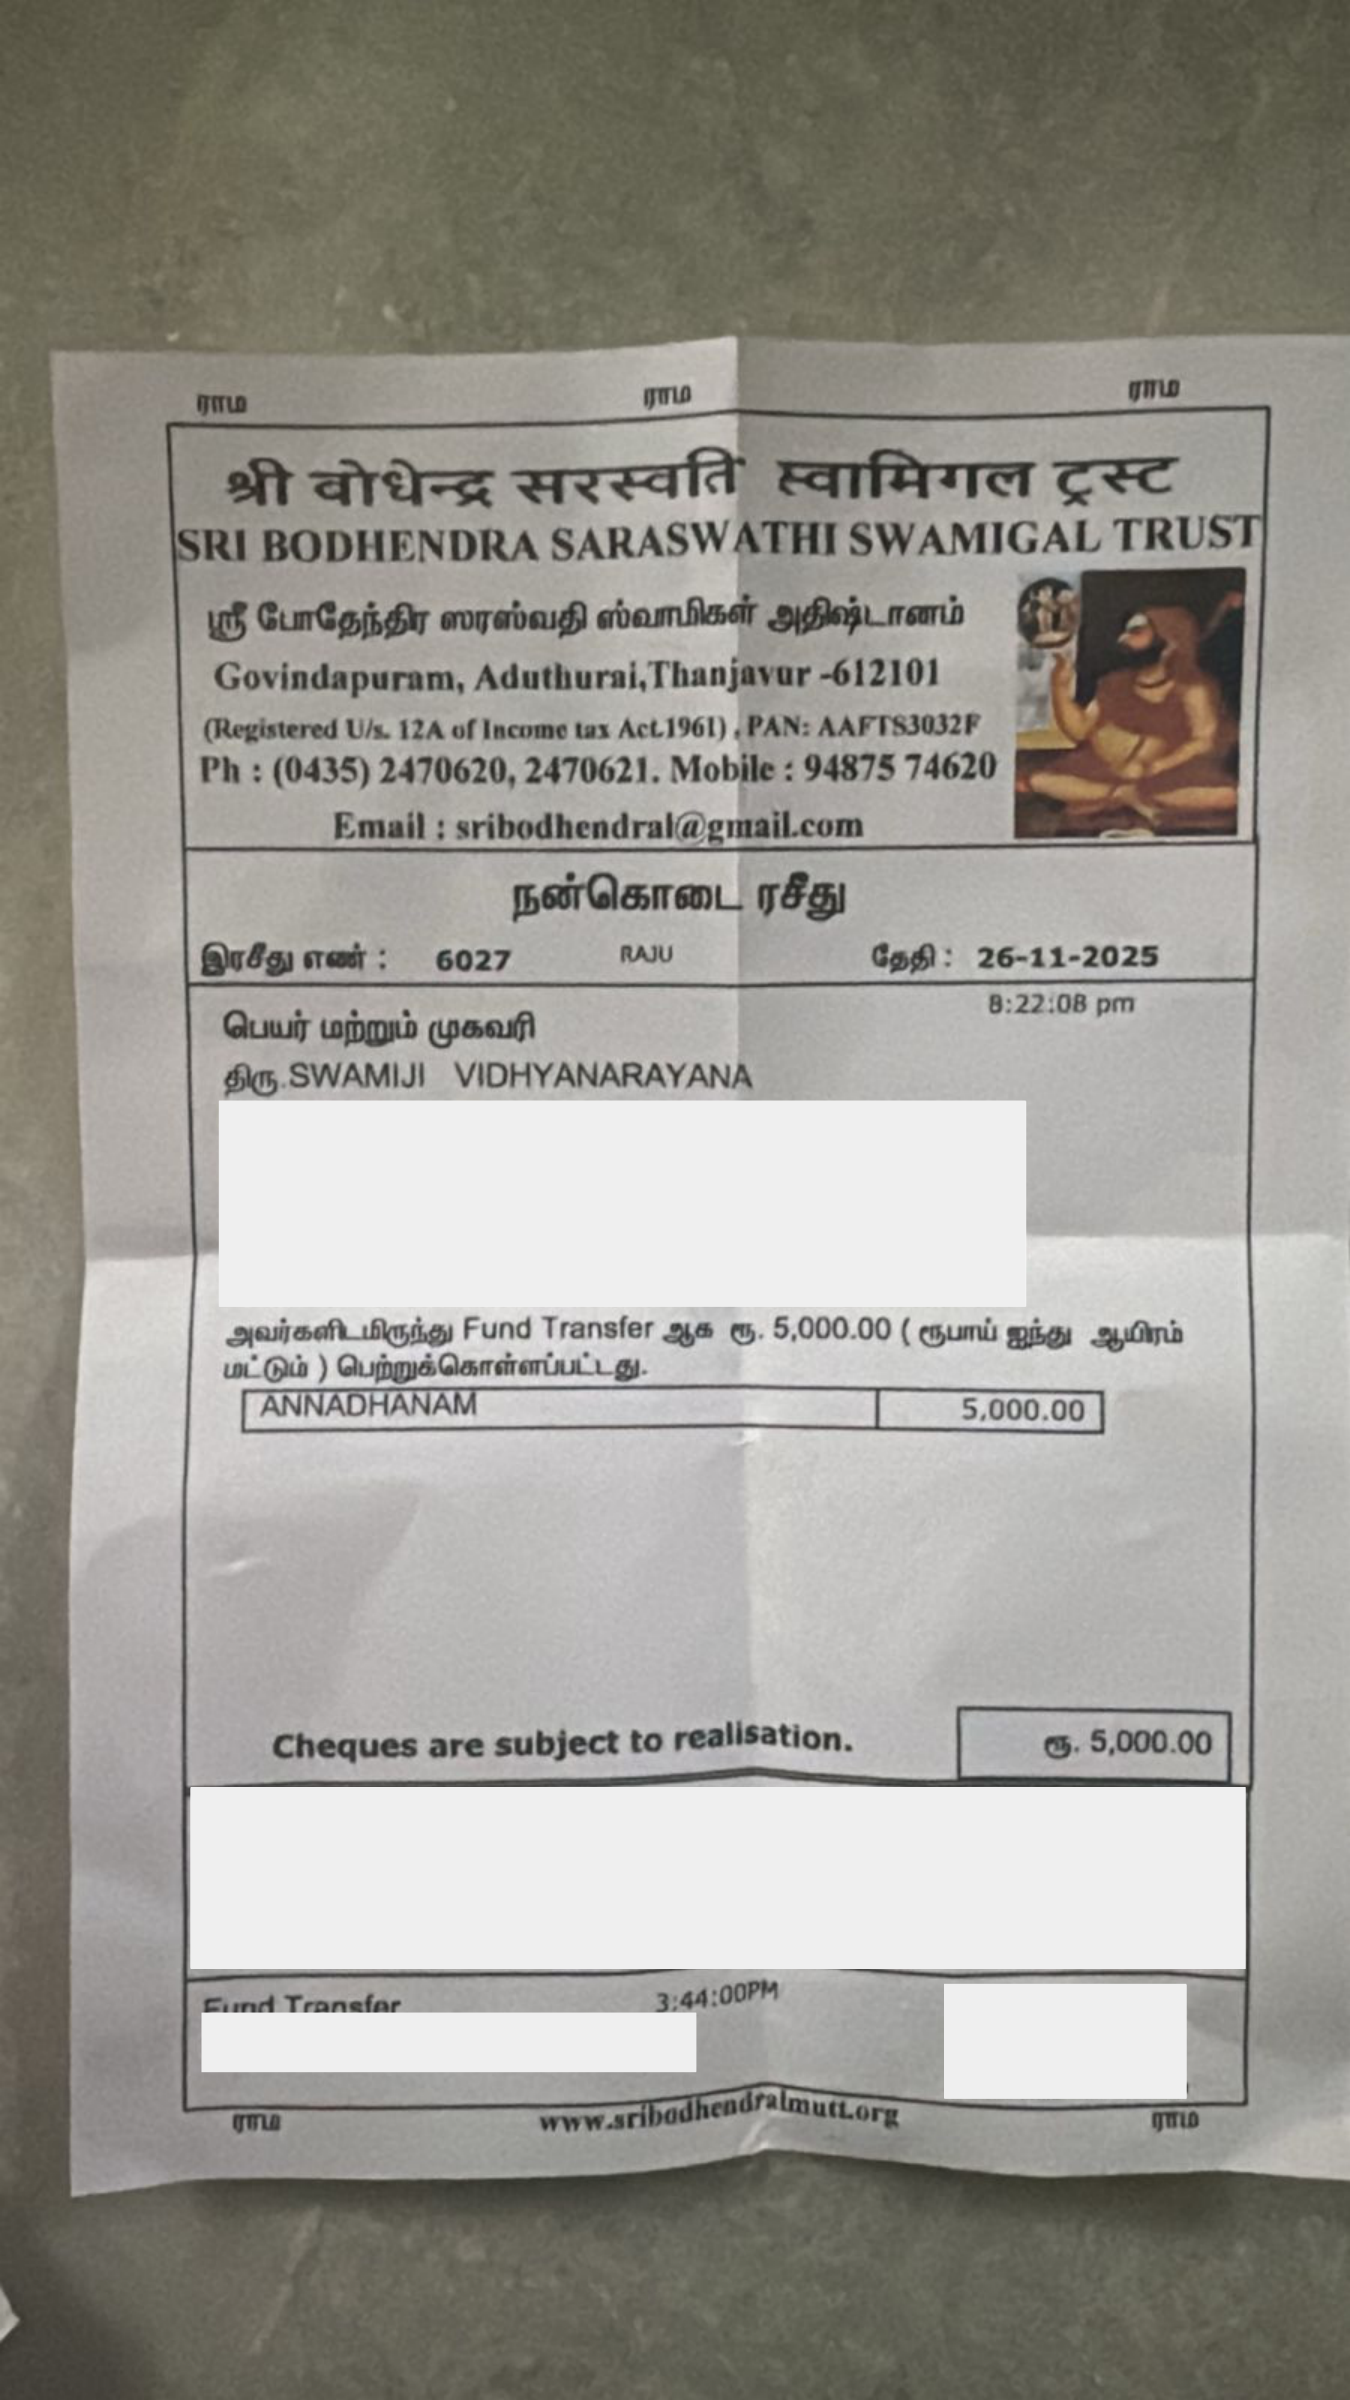 ராம ராம ராம
श्री वोधेन्द्र सरस्वति स्वामिगल ट्रस्ट
SRI BODHENDRA SARASWATHI SWAMIGAL TRUST
ஸ்ரீ போதேந்திர ஸரஸ்வதி ஸ்வாமிகள் அதிஷ்டானம்
Govindapuram, Aduthurai,Thanjavur -612101
(Registered U/s. 12A of Income tax Act.1961) , PAN: AAFTS3032F
Ph : (0435) 2470620, 2470621. Mobile : 94875 74620
Email : sribodhendral@gmail.com
நன்கொடை ரசீது
இரசீது எண் : 6027 RAJU தேதி : 26-11-2025
8:22:08 pm
பெயர் மற்றும் முகவரி
திரு.SWAMIJI VIDHYANARAYANA
அவர்களிடமிருந்து Fund Transfer ஆக ரூ. 5,000.00 ( ரூபாய் ஐந்து ஆயிரம்
மட்டும் ) பெற்றுக்கொள்ளப்பட்டது.
ANNADHANAM 5,000.00
Cheques are subject to realisation. ரூ. 5,000.00
Fund Transfer 3:44:00PM
www.sribodhendralmutt.org
ராம ராம